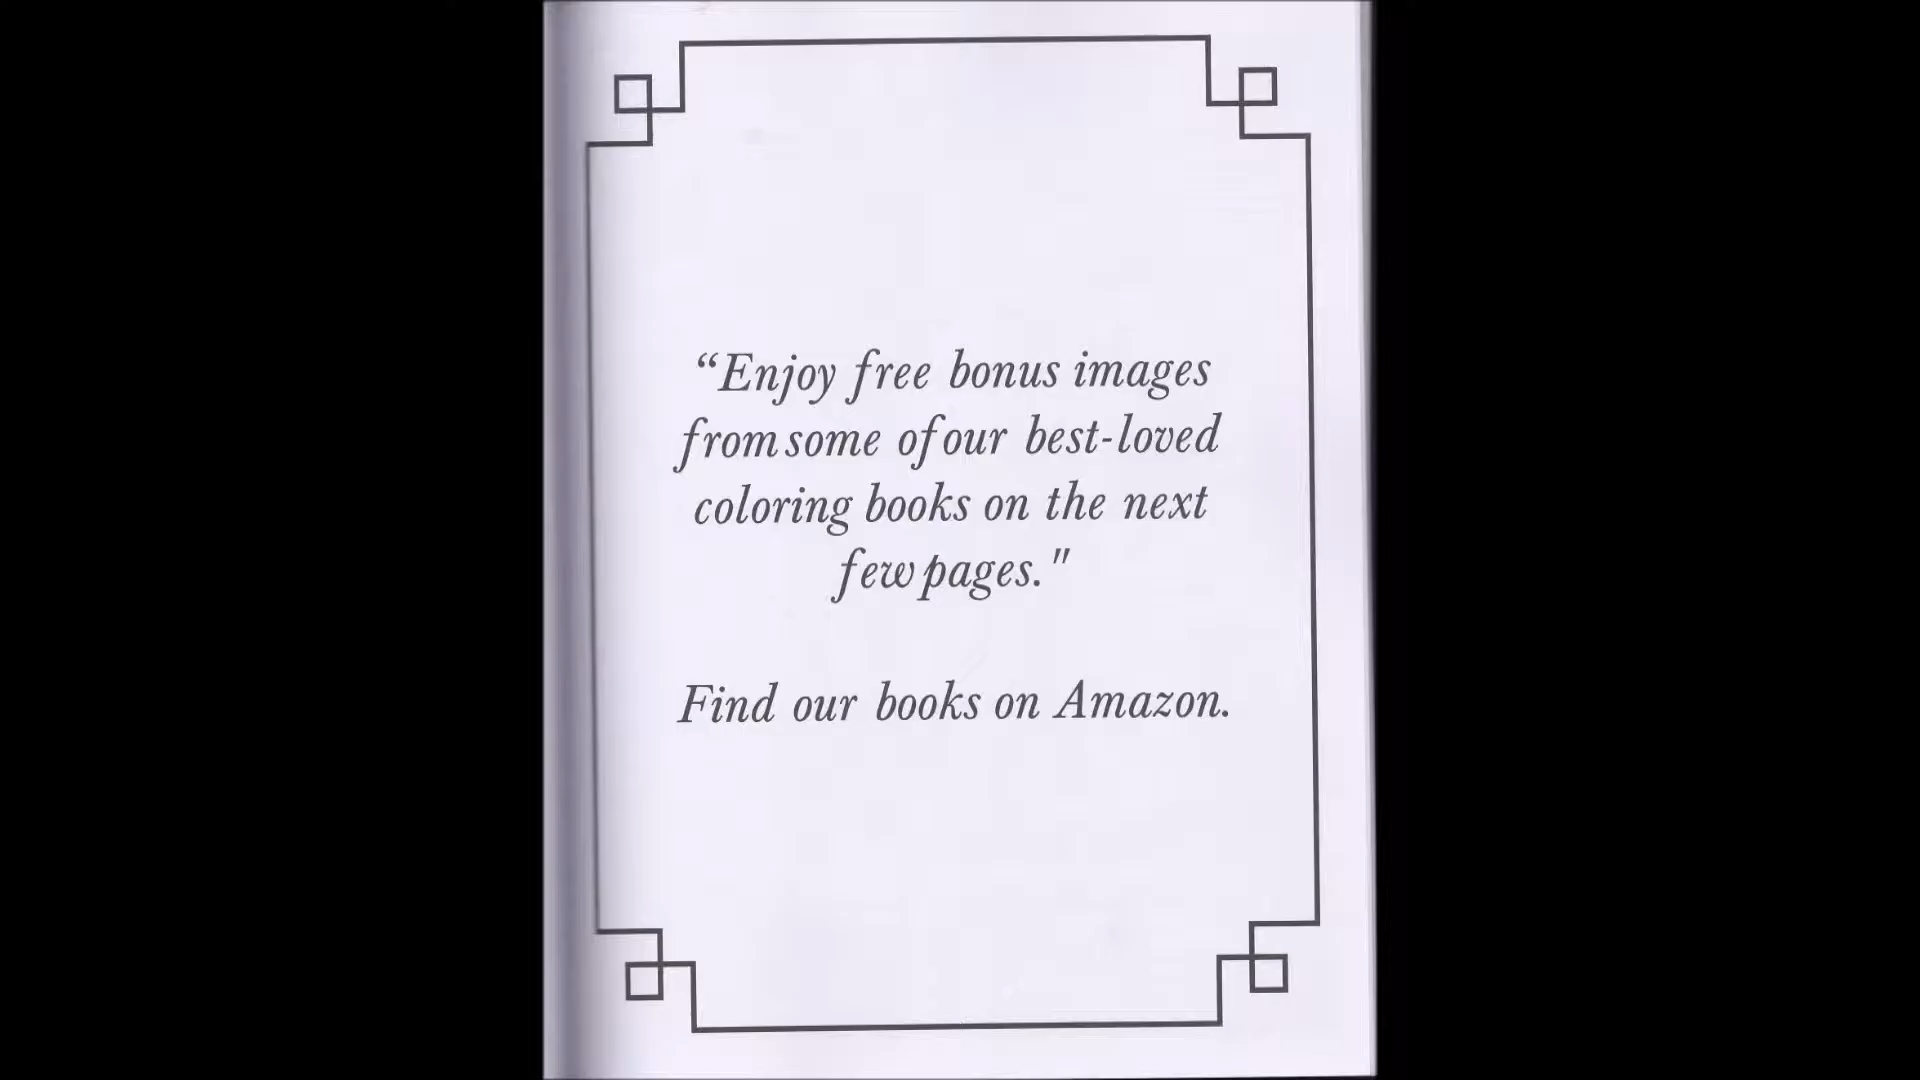 “Enjoy free bonus images
from some of our best-loved
coloring books on the next
few pages."
Find our books on Amazon.